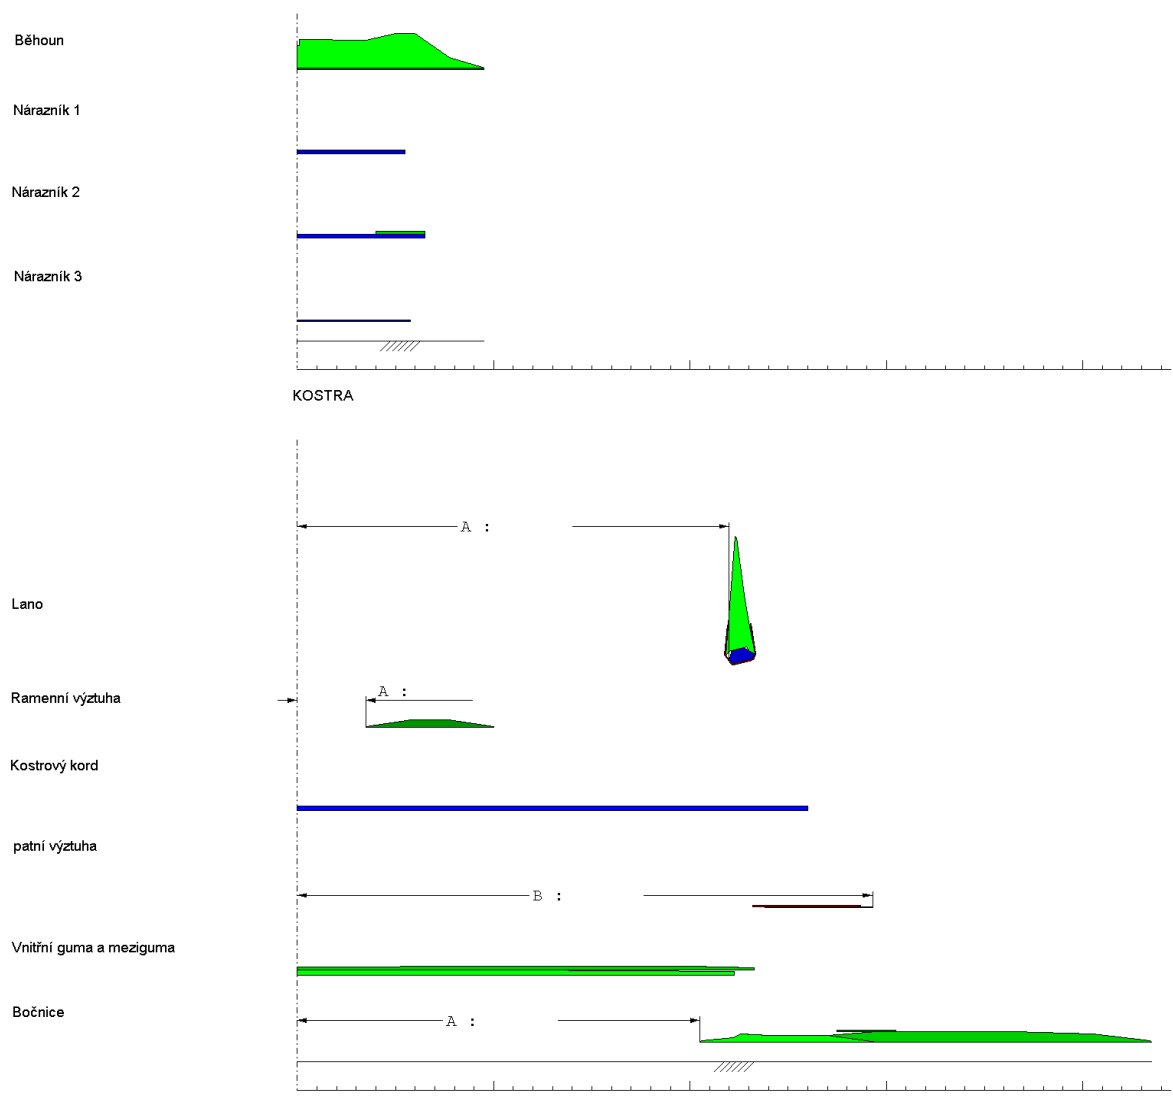 Běhoun
Nárazník 1
Nárazník 2
Nárazník 3
KOSTRA
A :
Lano
Ramenní výztuha
A :
Kostrový kord
patní výztuha
B :
Vnitřní guma a meziguma
Bočnice
A :